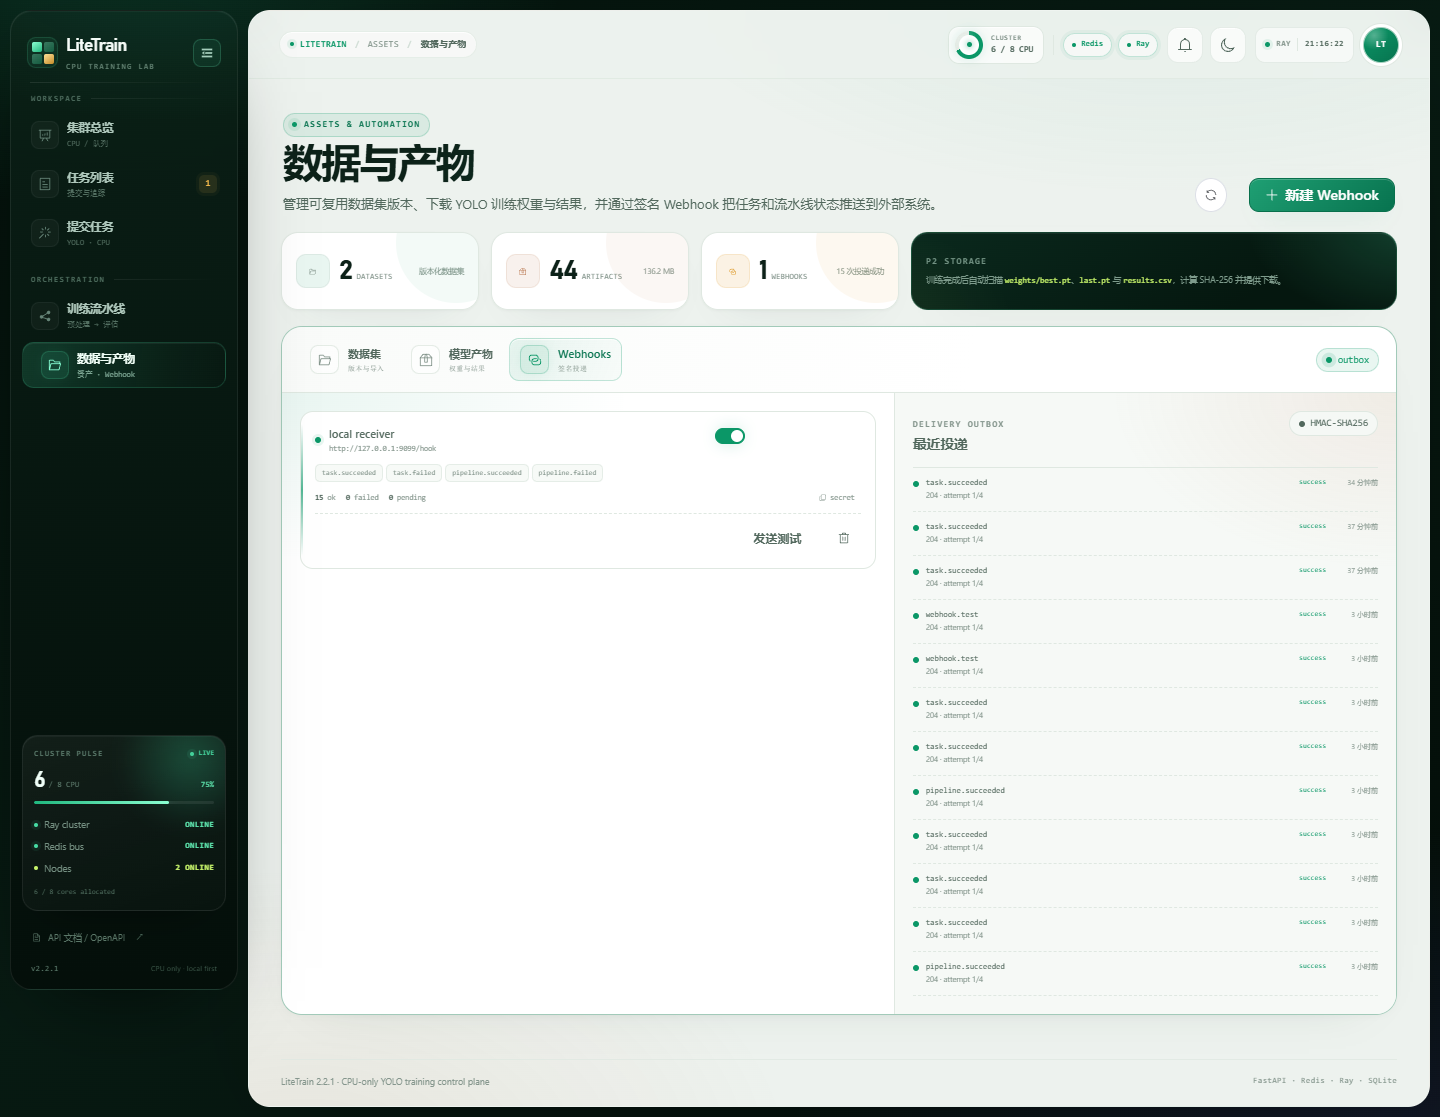 LiteTrain
CPU TRAINING LAB
WORKSPACE
集群总览
CPU / 队列
任务列表
提交与追踪
1
提交任务
YOLO · CPU
ORCHESTRATION
训练流水线
预处理 → 评估
数据与产物
资产 · Webhook
CLUSTER PULSE
LIVE
6 / 8 CPU
75%
Ray cluster
ONLINE
Redis bus
ONLINE
Nodes
2 ONLINE
6 / 8 cores allocated
API 文档 / OpenAPI
v2.2.1
CPU only · local first
LITETRAIN / ASSETS / 数据与产物
CLUSTER
6 / 8 CPU
Redis
Ray
RAY
21:16:22
LT
ASSETS & AUTOMATION
数据与产物
管理可复用数据集版本、下载 YOLO 训练权重与结果，并通过签名 Webhook 把任务和流水线状态推送到外部系统。
新建 Webhook
2 DATASETS
版本化数据集
44 ARTIFACTS
136.2 MB
1 WEBHOOKS
15 次投递成功
P2 STORAGE
训练完成后自动扫描 weights/best.pt、last.pt 与 results.csv，计算 SHA-256 并提供下载。
数据集
版本与导入
模型产物
权重与结果
Webhooks
签名投递
outbox
local receiver
http://127.0.0.1:9099/hook
task.succeeded
task.failed
pipeline.succeeded
pipeline.failed
15 ok 0 failed 0 pending
secret
发送测试
DELIVERY OUTBOX
最近投递
HMAC-SHA256
task.succeeded success 34 分钟前
204 · attempt 1/4
task.succeeded success 37 分钟前
204 · attempt 1/4
task.succeeded success 37 分钟前
204 · attempt 1/4
webhook.test success 3 小时前
204 · attempt 1/4
webhook.test success 3 小时前
204 · attempt 1/4
task.succeeded success 3 小时前
204 · attempt 1/4
task.succeeded success 3 小时前
204 · attempt 1/4
pipeline.succeeded success 3 小时前
204 · attempt 1/4
task.succeeded success 3 小时前
204 · attempt 1/4
task.succeeded success 3 小时前
204 · attempt 1/4
task.succeeded success 3 小时前
204 · attempt 1/4
pipeline.succeeded success 3 小时前
204 · attempt 1/4
LiteTrain 2.2.1 · CPU-only YOLO training control plane
FastAPI · Redis · Ray · SQLite